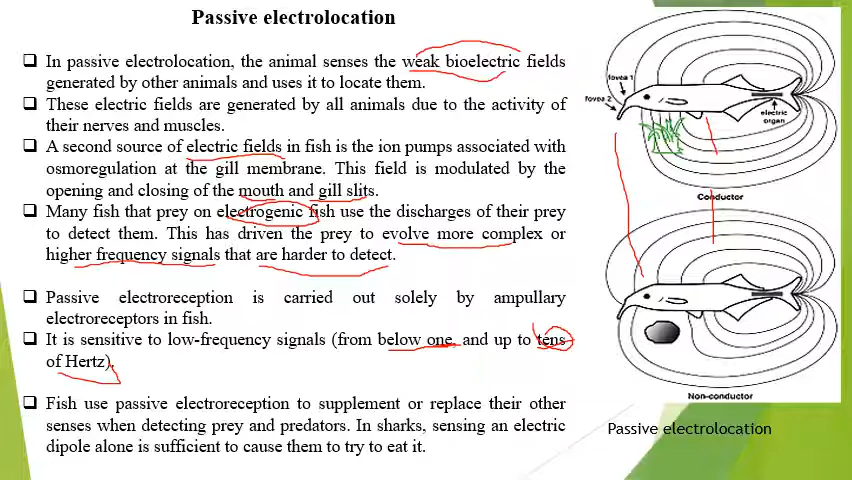 Passive electrolocation
❑ In passive electrolocation, the animal senses the weak bioelectric fields
generated by other animals and uses it to locate them.
❑ These electric fields are generated by all animals due to the activity of
their nerves and muscles.
❑ A second source of electric fields in fish is the ion pumps associated with
osmoregulation at the gill membrane. This field is modulated by the
opening and closing of the mouth and gill slits.
❑ Many fish that prey on electrogenic fish use the discharges of their prey
to detect them. This has driven the prey to evolve more complex or
higher frequency signals that are harder to detect.
❑ Passive electroreception is carried out solely by ampullary
electroreceptors in fish.
❑ It is sensitive to low-frequency signals (from below one and up to tens
of Hertz).
❑ Fish use passive electroreception to supplement or replace their other
senses when detecting prey and predators. In sharks, sensing an electric
dipole alone is sufficient to cause them to try to eat it.
fovea 1
fovea 2
electric
organ
Conductor
Non-conductor
Passive electrolocation